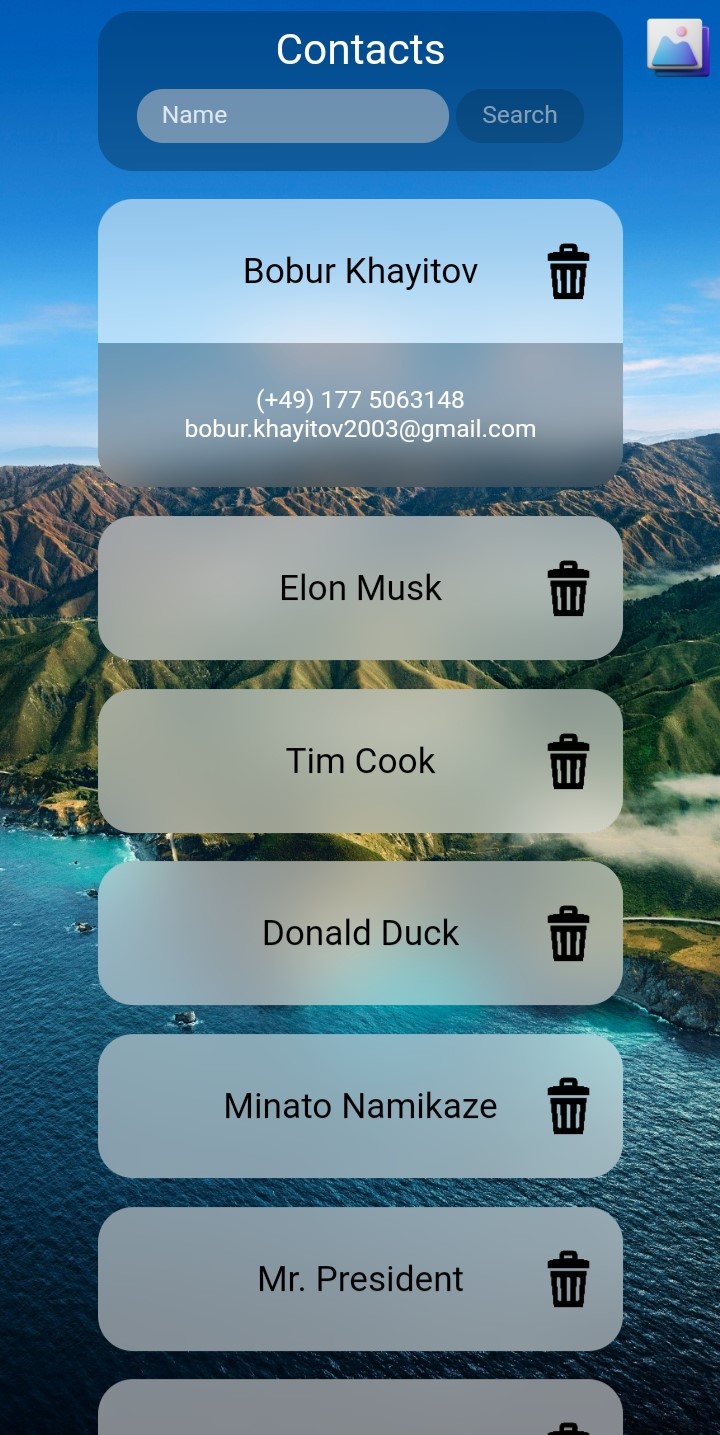 Contacts
Name
Search
Bobur Khayitov
(+49) 177 5063148
bobur.khayitov2003@gmail.com
Elon Musk
Tim Cook
Donald Duck
Minato Namikaze
Mr. President